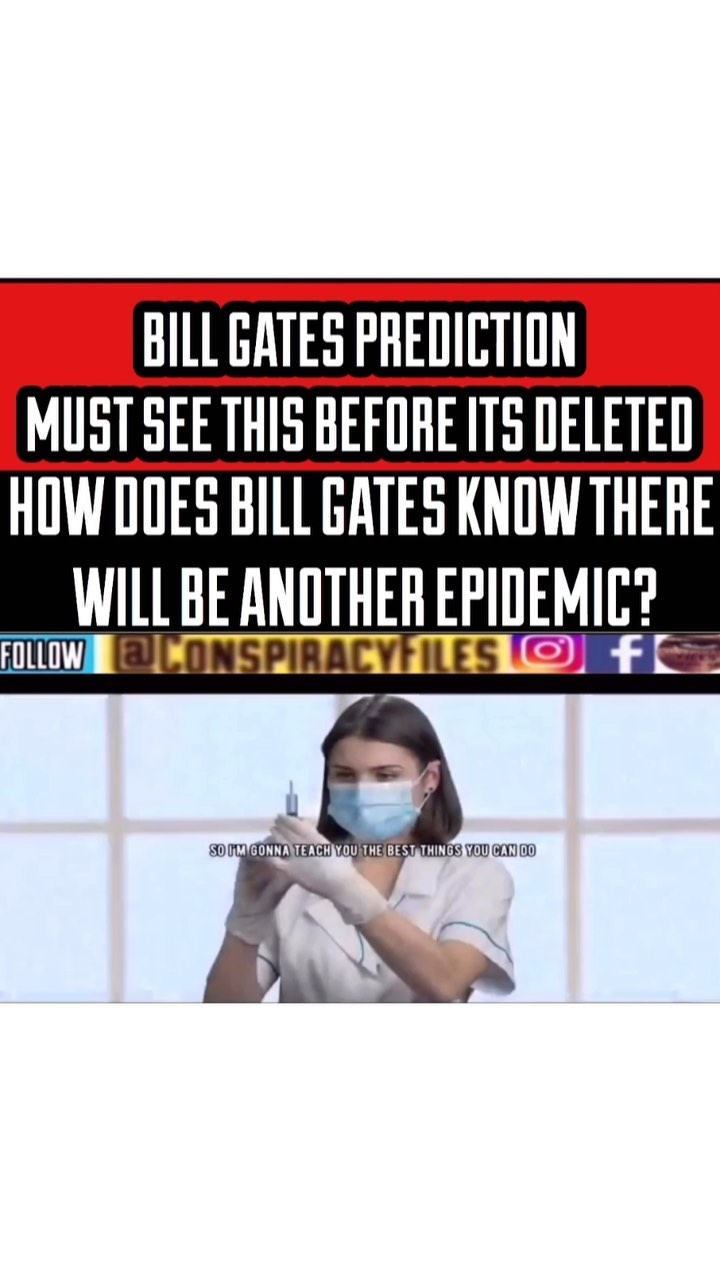 BILL GATES PREDICTION
MUST SEE THIS BEFORE ITS DELETED
HOW DOES BILL GATES KNOW THERE
WILL BE ANOTHER EPIDEMIC?
FOLLOW @CONSPIRACYFILES f
SO I'M GONNA TEACH YOU THE BEST THINGS YOU CAN DO